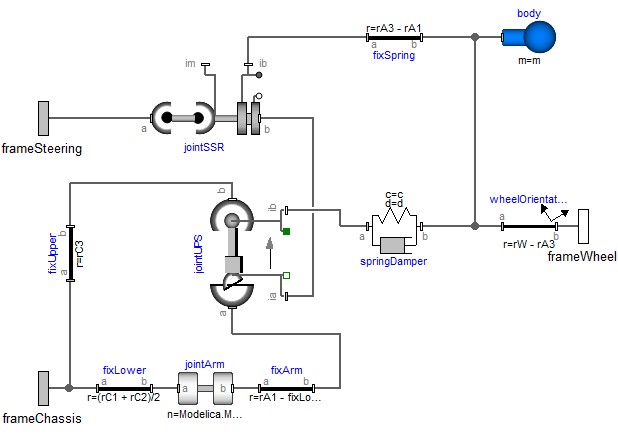 body
r=rA3 - rA1
a
b
fixSpring
m=m
im
ib
a
b
frameSteering
jointSSR
b
c=c
d=d
wheelOrientat...
ib
a
b
a
b
fixUpper
b
a
r=rC3
jointUPS
springDamper
r=rW - rA3
frameWheel
ia
a
fixLower
jointArm
fixArm
a
b
a
b
a
b
r=(rC1 + rC2)/2
r=rA1 - fixLo...
frameChassis
n=Modelica.M...